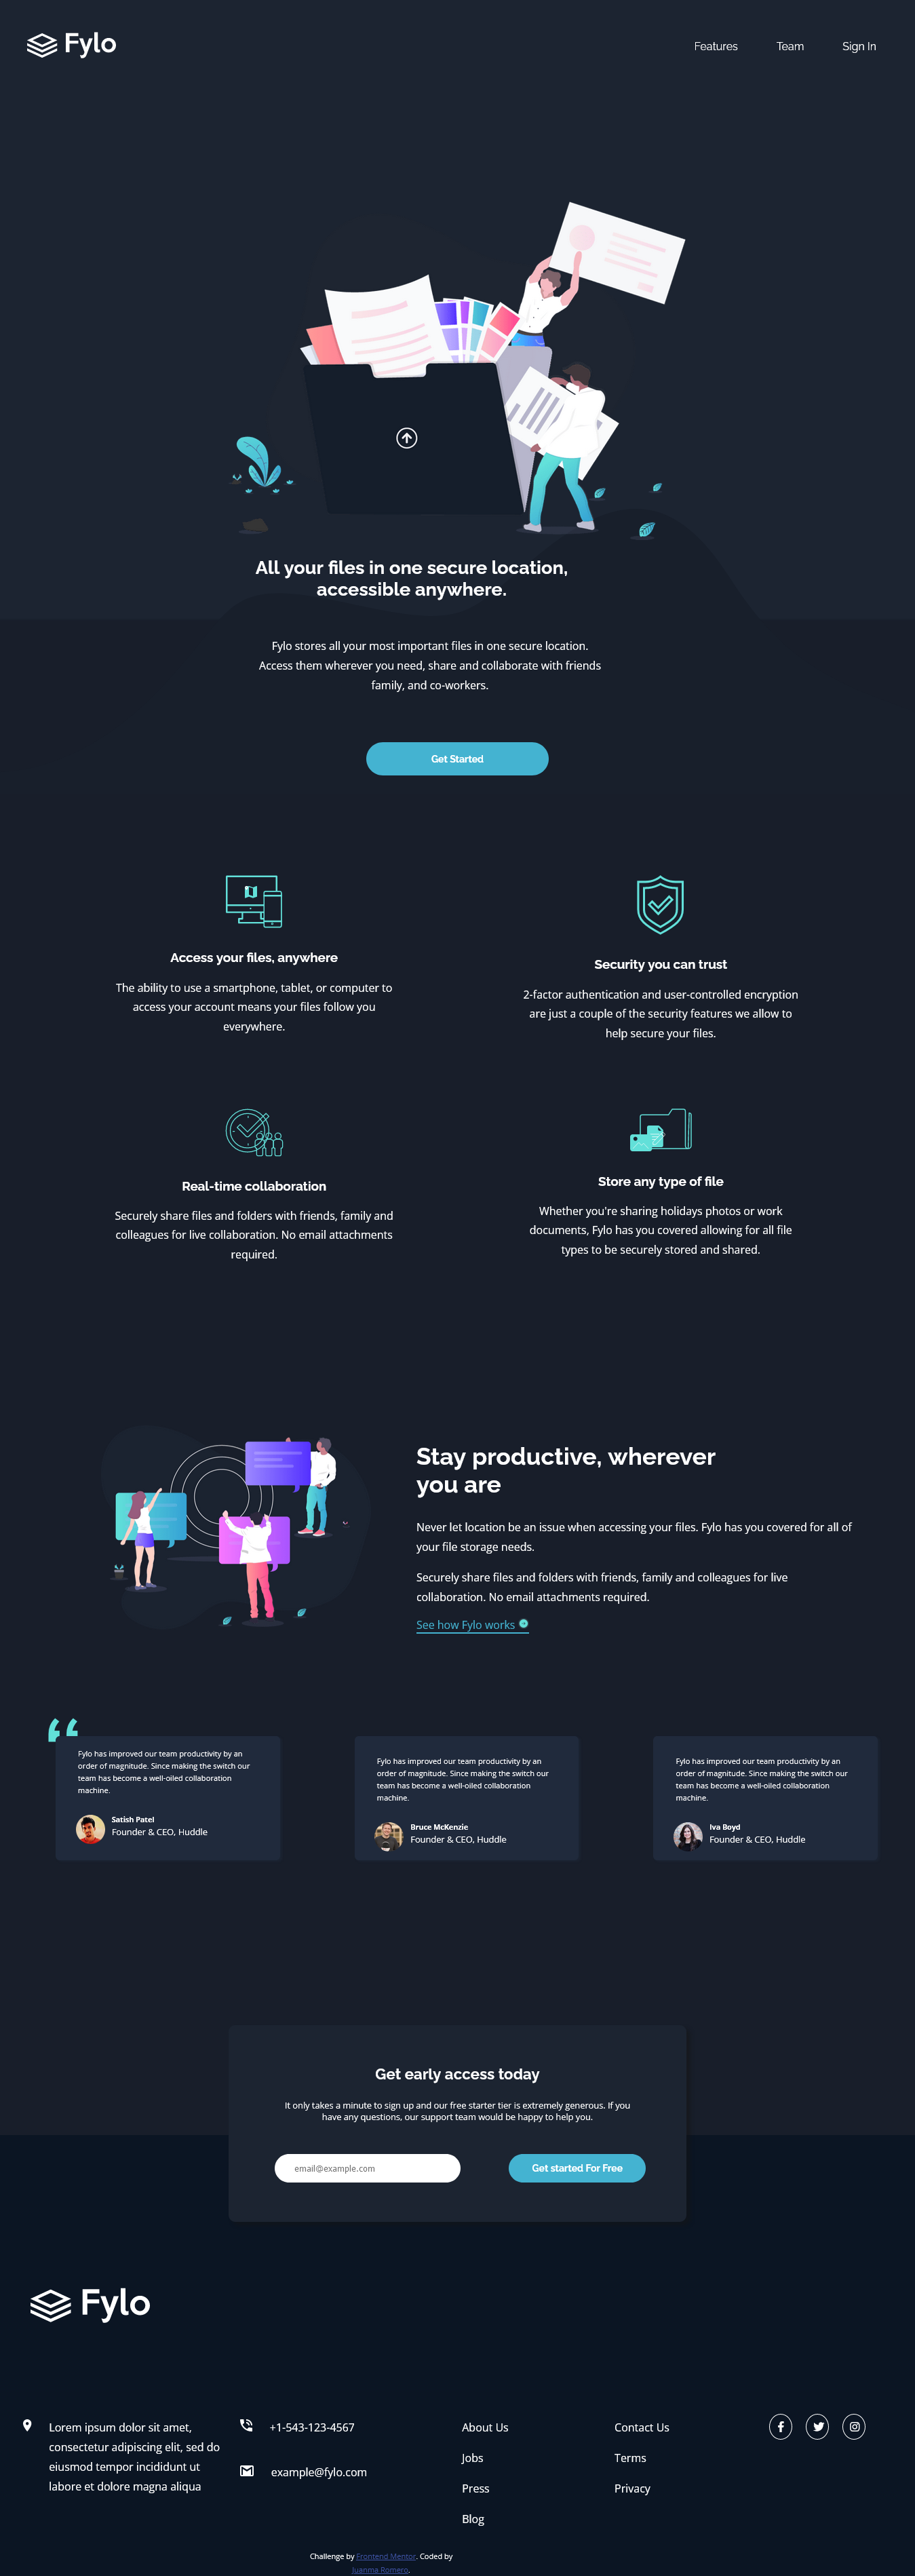 Fylo
Features
Team
Sign In
All your files in one secure location,
accessible anywhere.
Fylo stores all your most important files in one secure location.
Access them wherever you need, share and collaborate with friends
family, and co-workers.
Get Started
Access your files, anywhere
The ability to use a smartphone, tablet, or computer to
access your account means your files follow you
everywhere.
Security you can trust
2-factor authentication and user-controlled encryption
are just a couple of the security features we allow to
help secure your files.
Real-time collaboration
Securely share files and folders with friends, family and
colleagues for live collaboration. No email attachments
required.
Store any type of file
Whether you're sharing holidays photos or work
documents, Fylo has you covered allowing for all file
types to be securely stored and shared.
Stay productive, wherever
you are
Never let location be an issue when accessing your files. Fylo has you covered for all of
your file storage needs.
Securely share files and folders with friends, family and colleagues for live
collaboration. No email attachments required.
See how Fylo works
Fylo has improved our team productivity by an
order of magnitude. Since making the switch our
team has become a well-oiled collaboration
machine.
Satish Patel
Founder & CEO, Huddle
Fylo has improved our team productivity by an
order of magnitude. Since making the switch our
team has become a well-oiled collaboration
machine.
Bruce McKenzie
Founder & CEO, Huddle
Fylo has improved our team productivity by an
order of magnitude. Since making the switch our
team has become a well-oiled collaboration
machine.
Iva Boyd
Founder & CEO, Huddle
Get early access today
It only takes a minute to sign up and our free starter tier is extremely generous. If you
have any questions, our support team would be happy to help you.
email@example.com
Get started For Free
Fylo
Lorem ipsum dolor sit amet,
consectetur adipiscing elit, sed do
eiusmod tempor incididunt ut
labore et dolore magna aliqua
+1-543-123-4567
example@fylo.com
About Us
Jobs
Press
Blog
Contact Us
Terms
Privacy
Challenge by Frontend Mentor. Coded by
Juanma Romero.